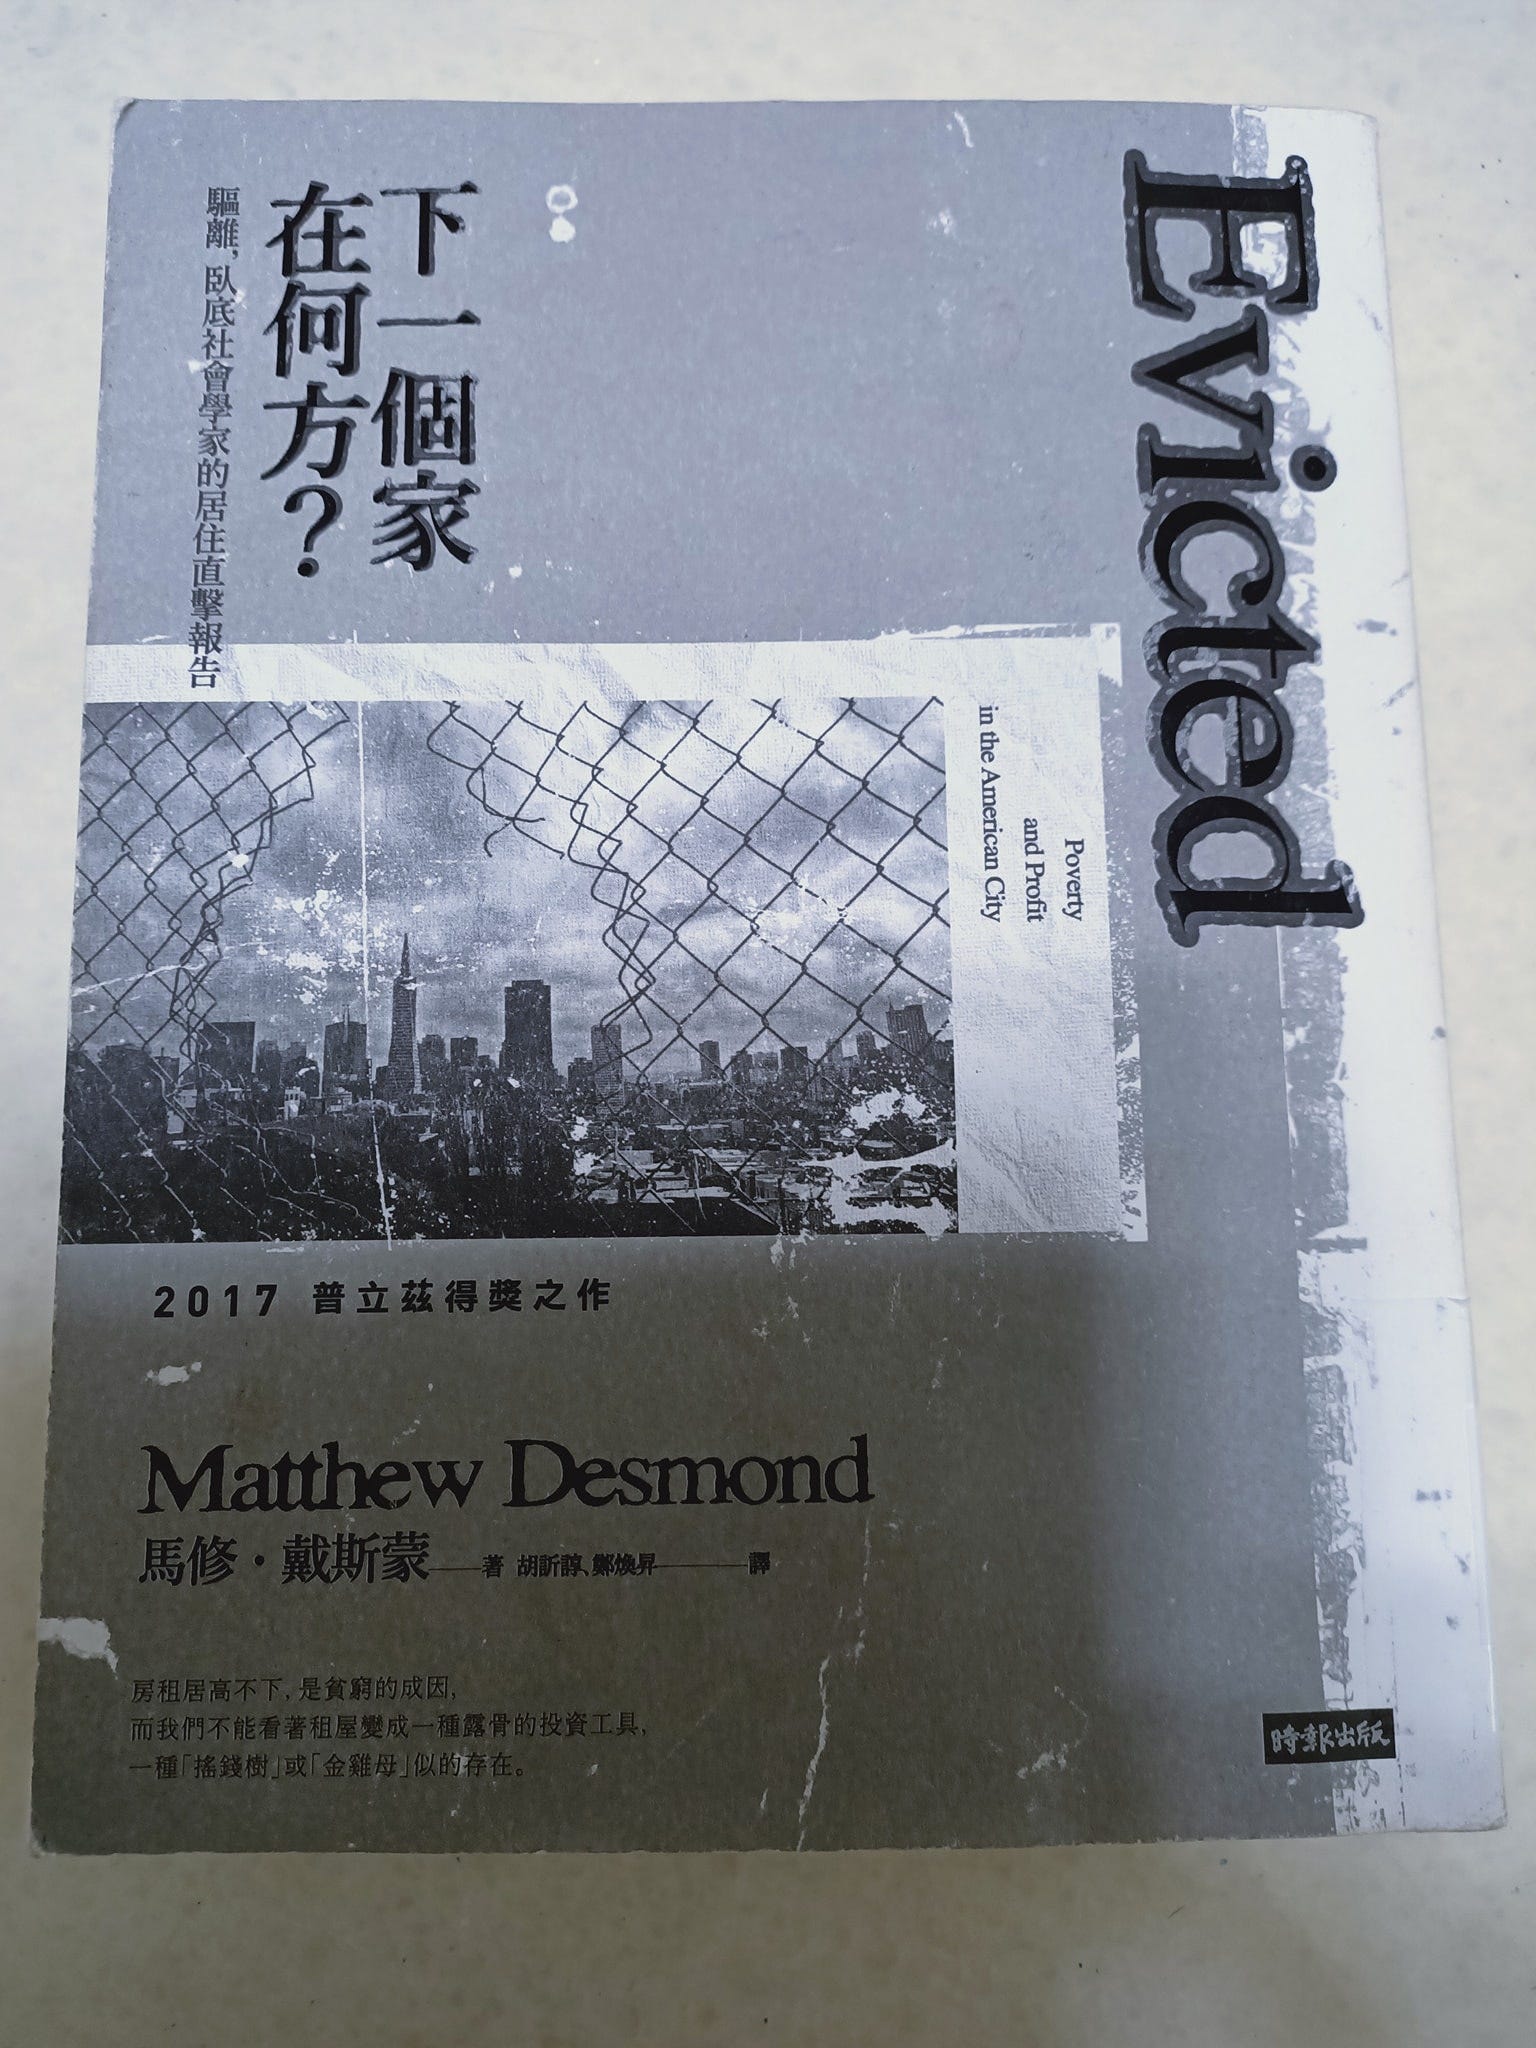 Evicted
下一個家
在何方？
驅離，臥底社會學家的居住直擊報告
Poverty
and Profit
in the American City
2017 普立茲得獎之作
Matthew Desmond
馬修・戴斯蒙——著 胡訢諄、鄭煥昇———譯
房租居高不下，是貧窮的成因，
而我們不能看著租屋變成一種露骨的投資工具，
一種「搖錢樹」或「金雞母」似的存在。
時報出版